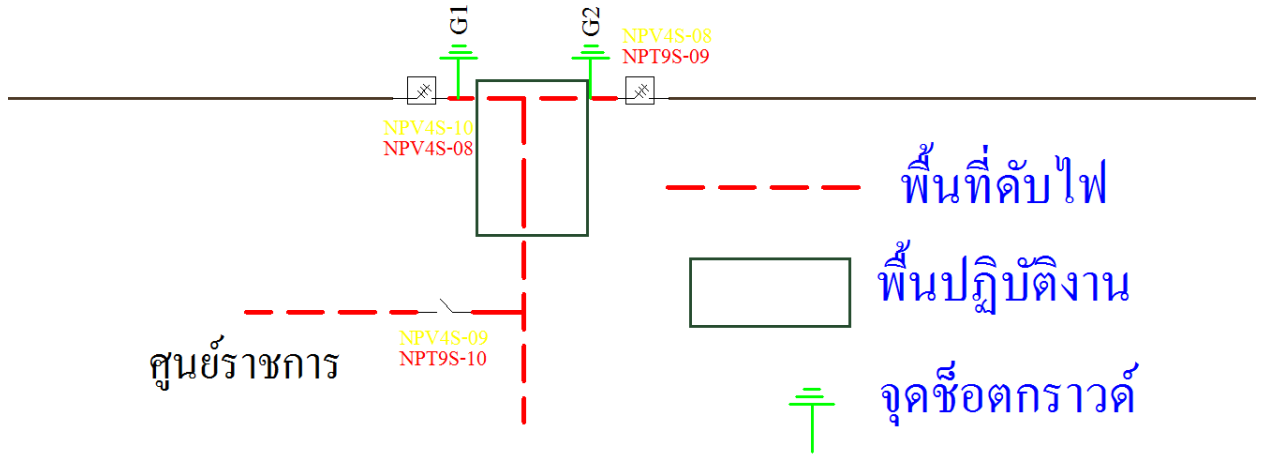 G1
G2
NPV4S-08
NPT9S-09
NPV4S-10
NPV4S-08
พื้นที่ดับไฟ
พื้นปฏิบัติงาน
NPV4S-09
NPT9S-10
ศูนย์ราชการ
จุดช็อตกราวด์